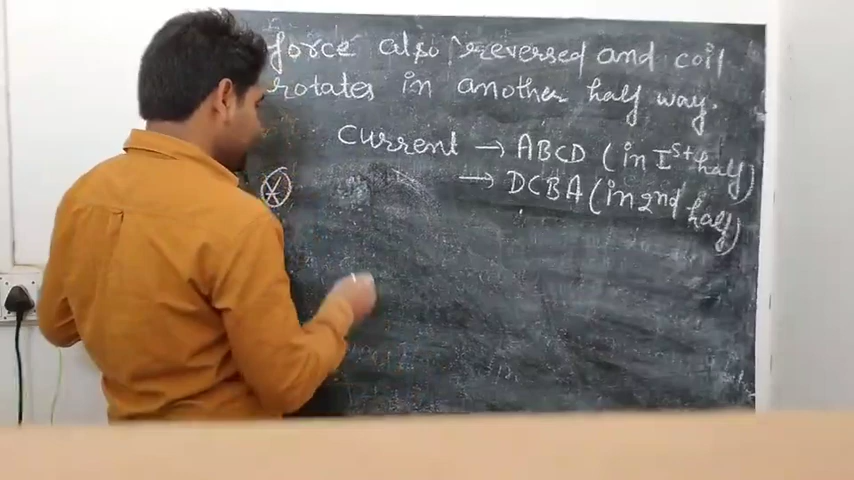 force also reversed and coil
rotates in another half way.
Current → ABCD (in Ist half)
→ DCBA (in 2nd half)